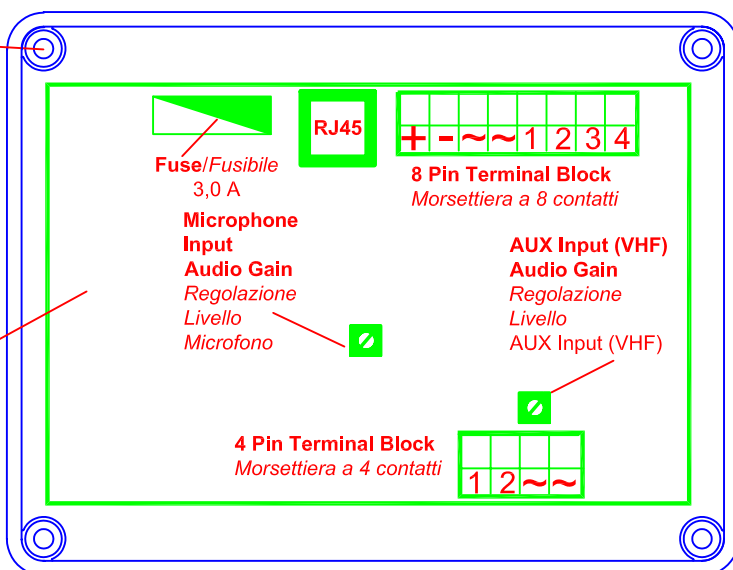 RJ45
+ - ~ ~ 1 2 3 4
Fuse/Fusibile
3,0 A
8 Pin Terminal Block
Morsettiera a 8 contatti
Microphone
Input
Audio Gain
Regolazione
Livello
Microfono
AUX Input (VHF)
Audio Gain
Regolazione
Livello
AUX Input (VHF)
4 Pin Terminal Block
Morsettiera a 4 contatti
1 2 ~ ~